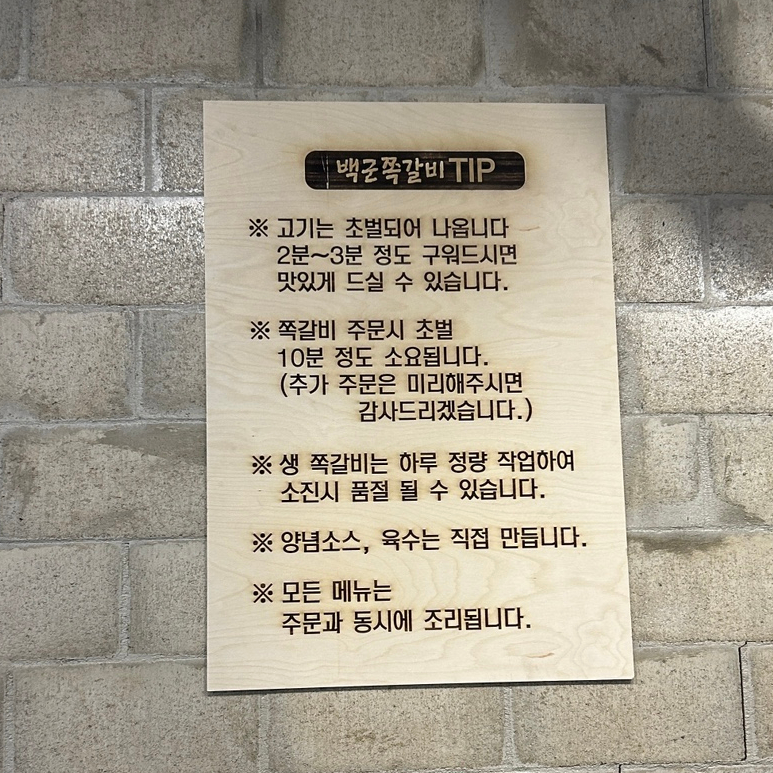 백군쪽갈비 TIP
※ 고기는 초벌되어 나옵니다
2분~3분 정도 구워드시면
맛있게 드실 수 있습니다.
※ 쪽갈비 주문시 초벌
10분 정도 소요됩니다.
(추가 주문은 미리해주시면
감사드리겠습니다.)
※ 생 쪽갈비는 하루 정량 작업하여
소진시 품절 될 수 있습니다.
※ 양념소스, 육수는 직접 만듭니다.
※ 모든 메뉴는
주문과 동시에 조리됩니다.